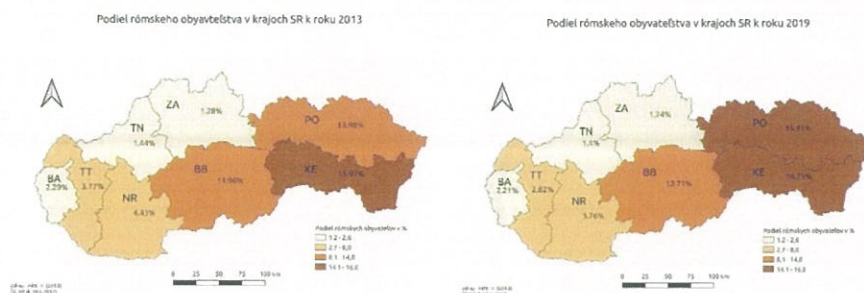 Podiel rómskeho obyavteľstva v krajoch SR k roku 2013
ZA
1,28%
TN
1,44%
PO
BA
2,29%
TT
3,77%
NR
6,43%
BB
KE
Podiel rómskych obyvateľov v %
1,2 - 2,6
2,7 - 8,0
8,1 - 14,0
14,1 - 16,0
0 25 50 75 100 km
Podiel rómskeho obyvateľstva v krajoch SR k roku 2019
ZA
1,24%
TN
PO
BA
2,21%
TT
2,82%
NR
5,76%
BB
12,71%
KE
Podiel rómskych obyvateľov v %
1,2 - 2,6
2,7 - 8,0
8,1 - 14,0
14,1 - 16,0
0 25 50 75 100 km